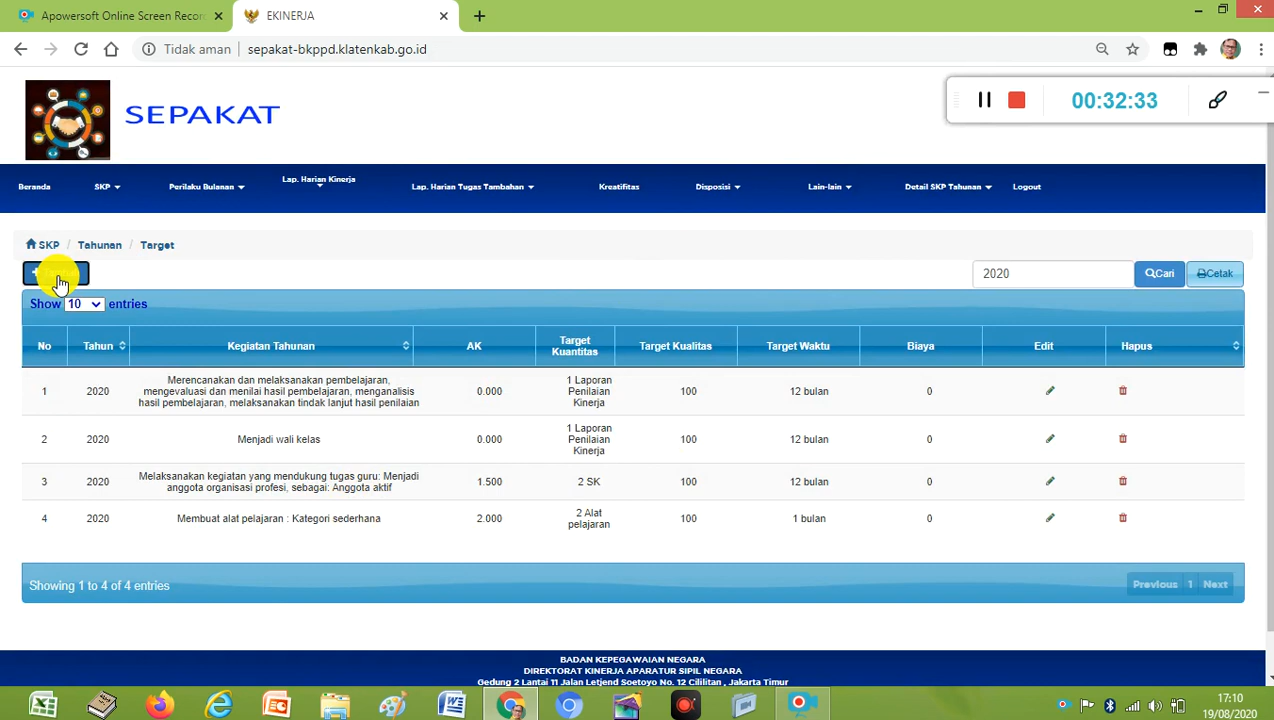 Apowersoft Online Screen Recor
EKINERJA
Tidak aman
sepakat-bkppd.klatenkab.go.id
SEPAKAT
00:32:33
Beranda
SKP
Perilaku Bulanan
Lap. Harian Kinerja
Lap. Harian Tugas Tambahan
Kreatifitas
Disposisi
Lain-lain
Detail SKP Tahunan
Logout
SKP / Tahunan / Target
2020
Cari
Cetak
Show 10 entries
No
Tahun
Kegiatan Tahunan
AK
Target
Kuantitas
Target Kualitas
Target Waktu
Biaya
Edit
Hapus
1
2020
Merencanakan dan melaksanakan pembelajaran,
mengevaluasi dan menilai hasil pembelajaran, menganalisis
hasil pembelajaran, melaksanakan tindak lanjut hasil penilaian
0.000
1 Laporan
Penilaian
Kinerja
100
12 bulan
0
2
2020
Menjadi wali kelas
0.000
1 Laporan
Penilaian
Kinerja
100
12 bulan
0
3
2020
Melaksanakan kegiatan yang mendukung tugas guru: Menjadi
anggota organisasi profesi, sebagai: Anggota aktif
1.500
2 SK
100
12 bulan
0
4
2020
Membuat alat pelajaran : Kategori sederhana
2.000
2 Alat
pelajaran
100
1 bulan
0
Showing 1 to 4 of 4 entries
Previous 1 Next
BADAN KEPEGAWAIAN NEGARA
DIREKTORAT KINERJA APARATUR SIPIL NEGARA
Gedung 2 Lantai 11 Jalan Letjend Soetoyo No. 12 Cililitan , Jakarta Timur
17:10
19/08/2020